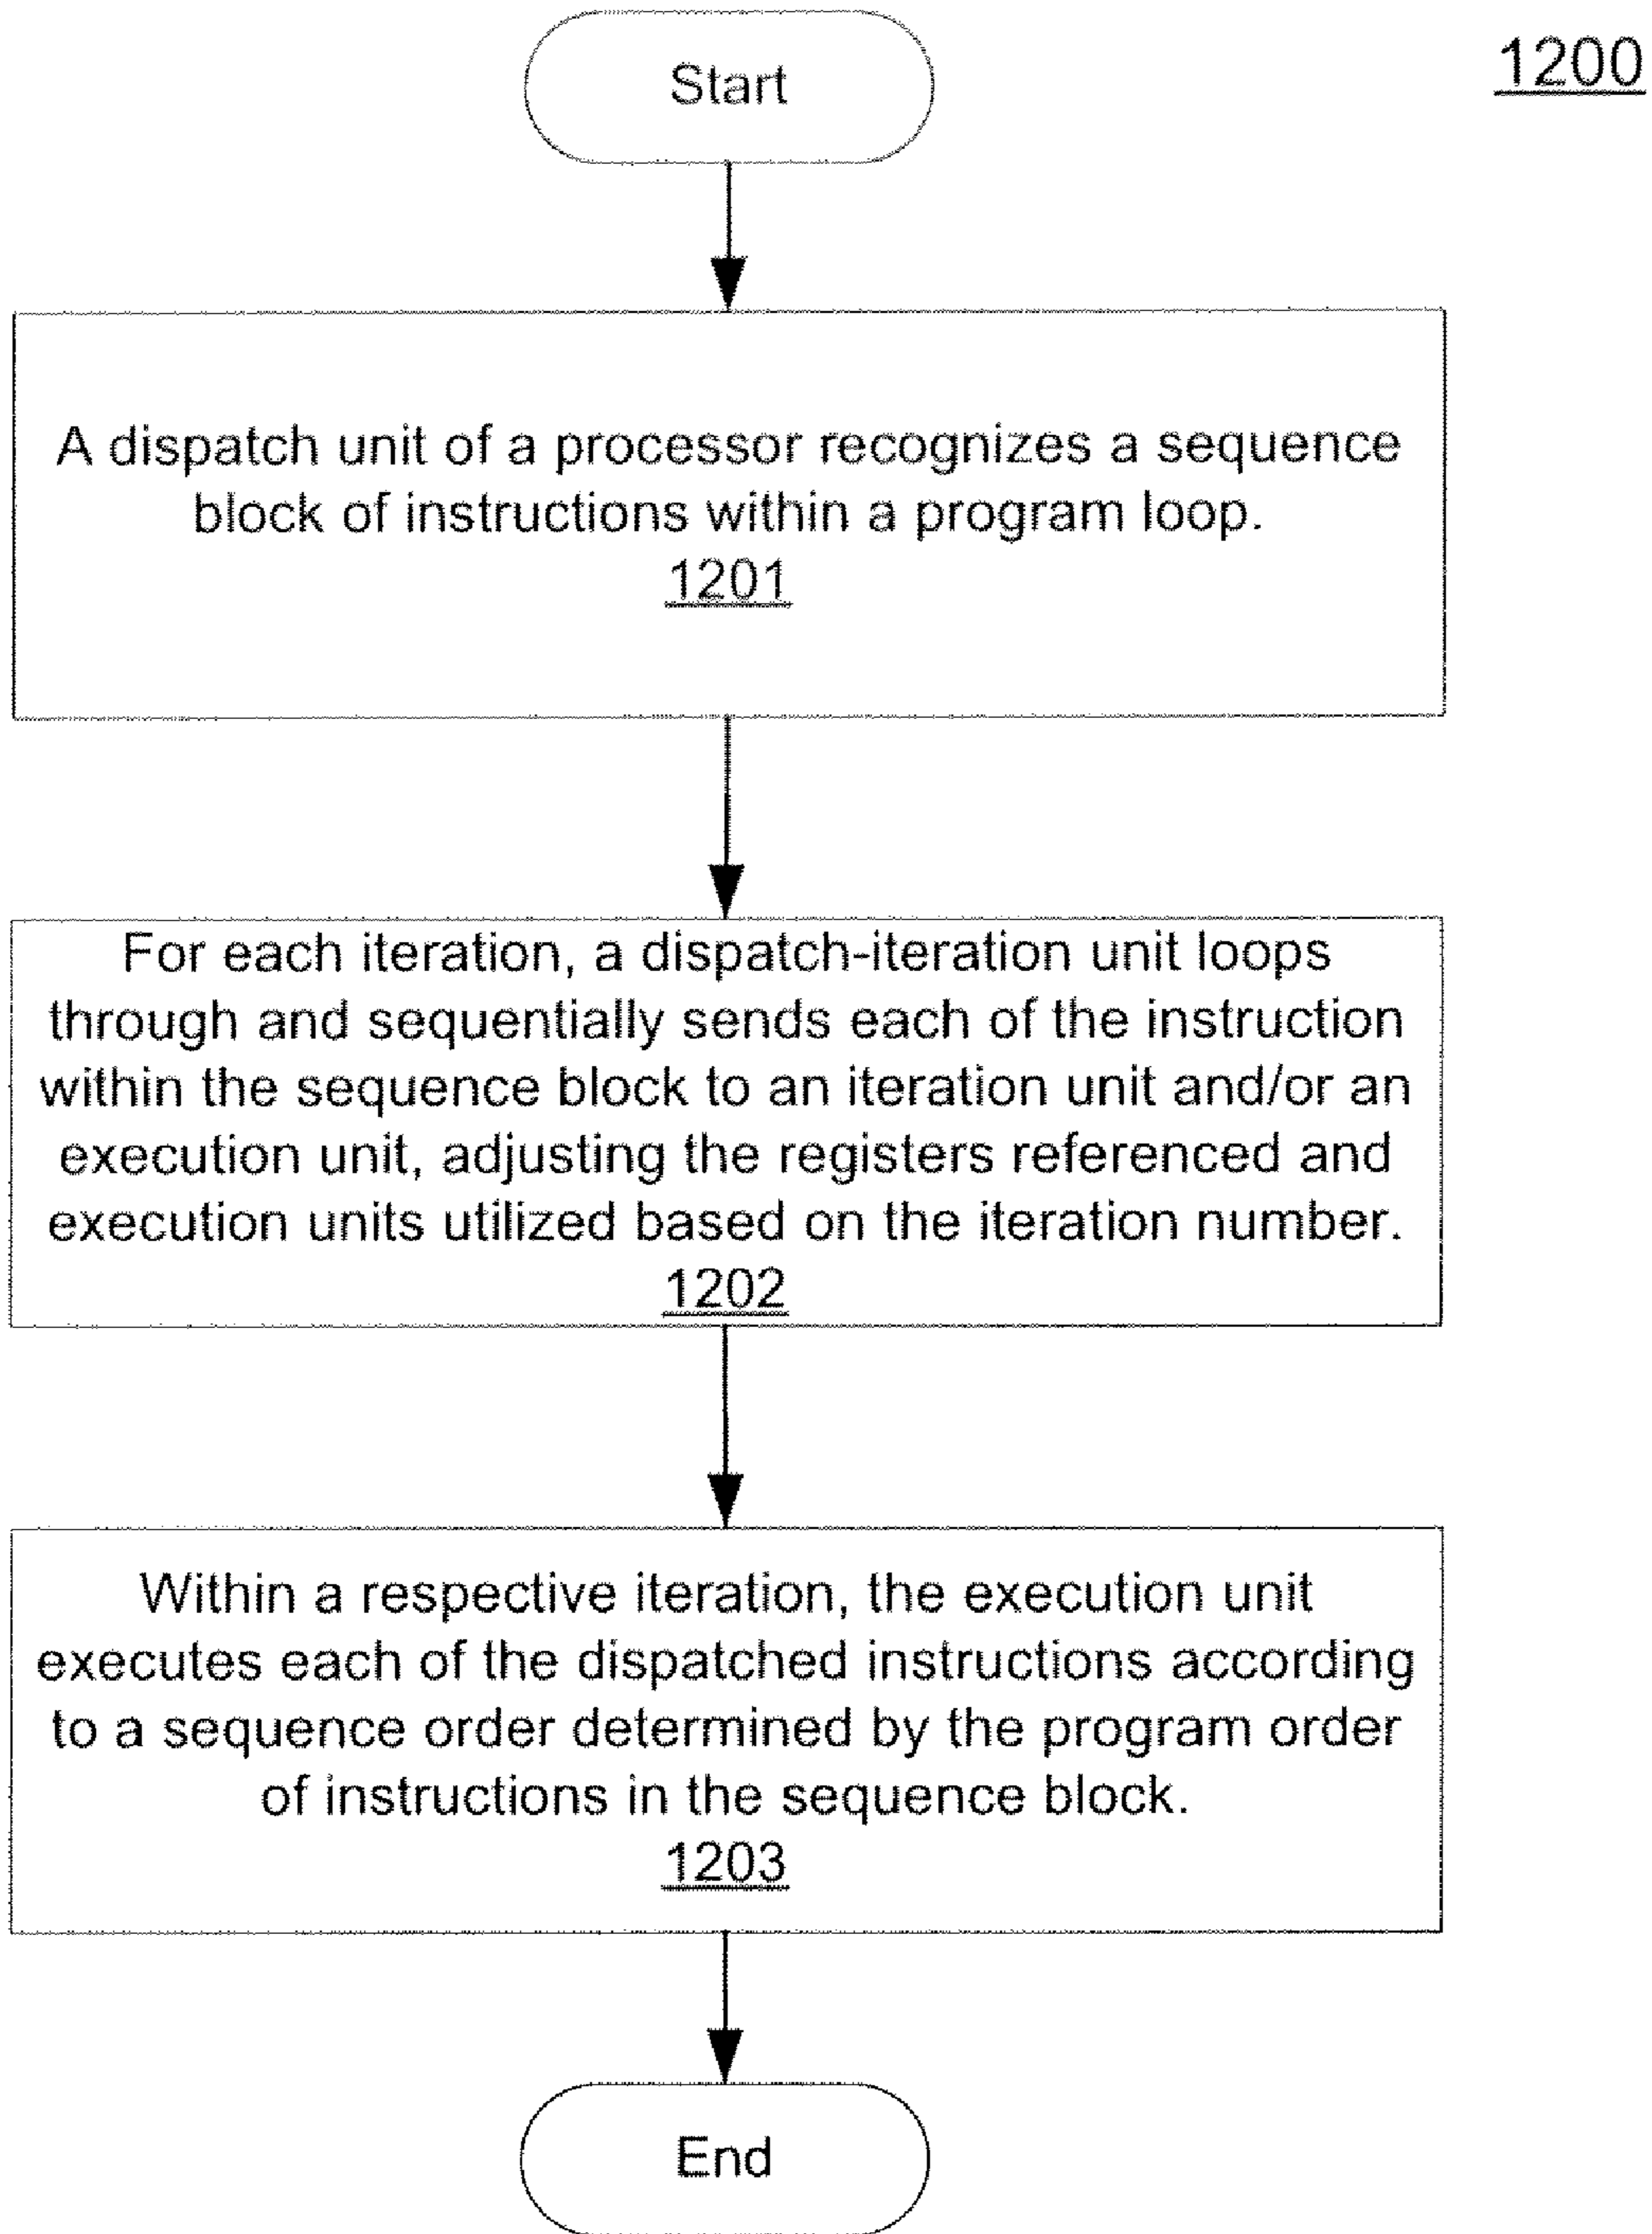 Start
1200
A dispatch unit of a processor recognizes a sequence
block of instructions within a program loop.
1201
For each iteration, a dispatch-iteration unit loops
through and sequentially sends each of the instruction
within the sequence block to an iteration unit and/or an
execution unit, adjusting the registers referenced and
execution units utilized based on the iteration number.
1202
Within a respective iteration, the execution unit
executes each of the dispatched instructions according
to a sequence order determined by the program order
of instructions in the sequence block.
1203
End